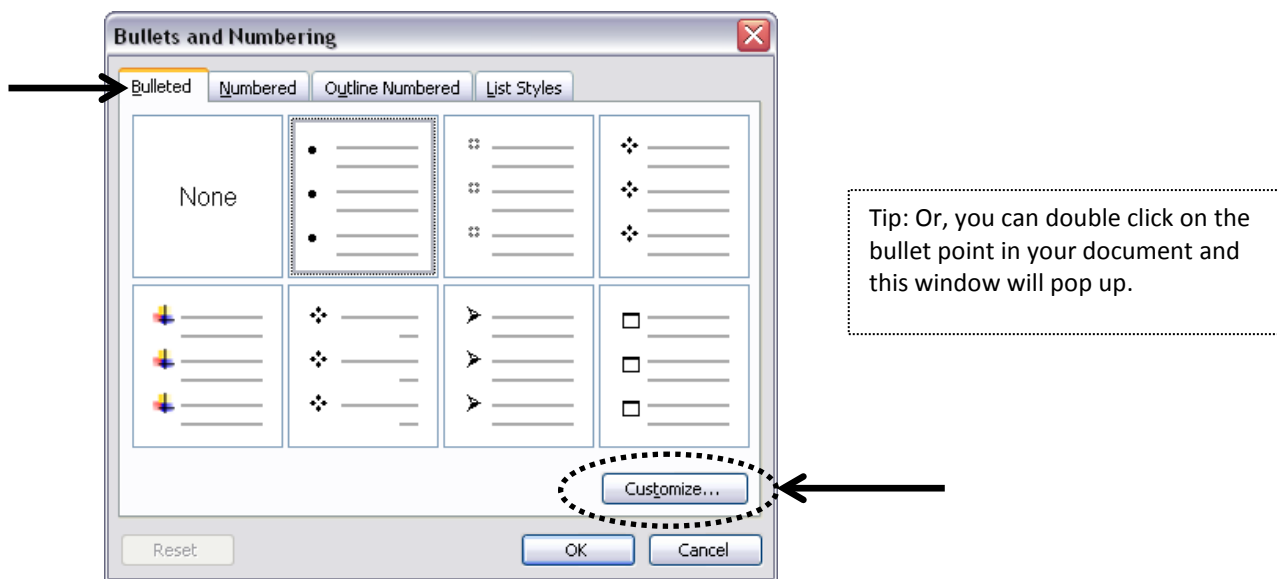 Bullets and Numbering
Bulleted Numbered Outline Numbered List Styles
None
Tip: Or, you can double click on the
bullet point in your document and
this window will pop up.
Customize...
Reset OK Cancel